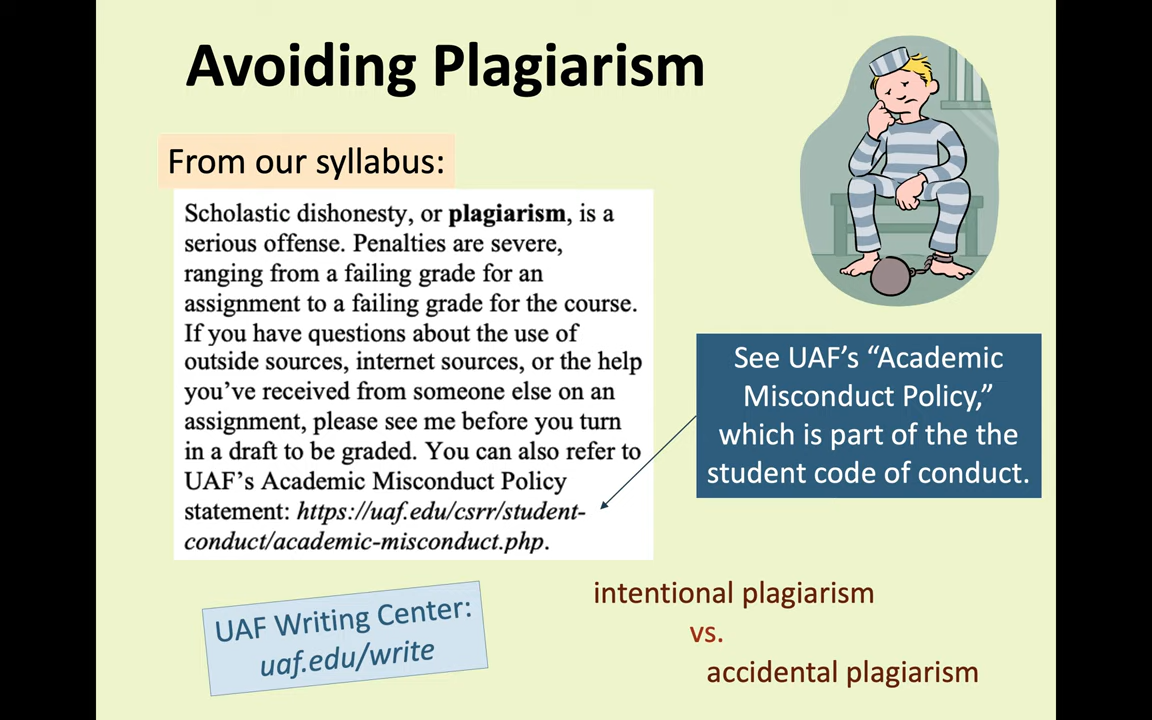 Avoiding Plagiarism
From our syllabus:
Scholastic dishonesty, or plagiarism, is a
serious offense. Penalties are severe,
ranging from a failing grade for an
assignment to a failing grade for the course.
If you have questions about the use of
outside sources, internet sources, or the help
you’ve received from someone else on an
assignment, please see me before you turn
in a draft to be graded. You can also refer to
UAF’s Academic Misconduct Policy
statement: https://uaf.edu/csrr/student-
conduct/academic-misconduct.php.
See UAF’s “Academic
Misconduct Policy,”
which is part of the the
student code of conduct.
UAF Writing Center:
uaf.edu/write
intentional plagiarism
vs.
accidental plagiarism